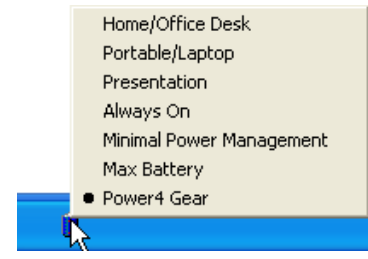 Home/Office Desk
Portable/Laptop
Presentation
Always On
Minimal Power Management
Max Battery
Power4 Gear